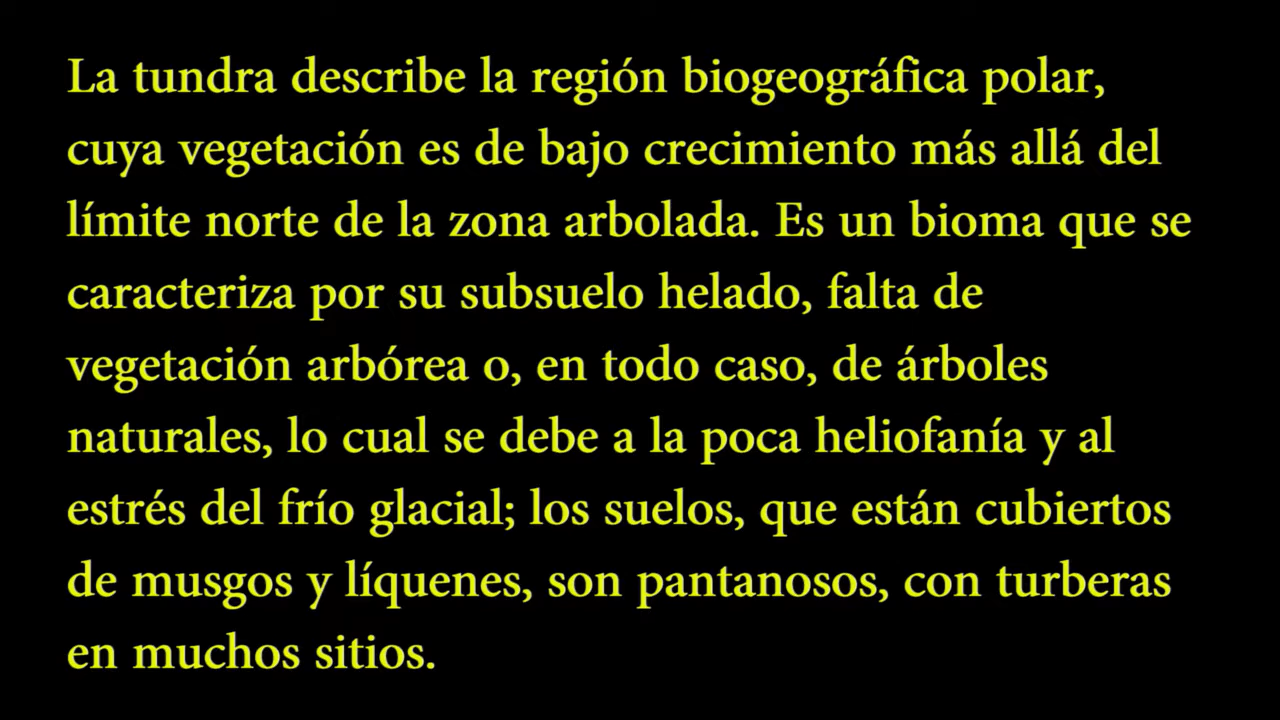 La tundra describe la región biogeográfica polar,
cuya vegetación es de bajo crecimiento más allá del
límite norte de la zona arbolada. Es un bioma que se
caracteriza por su subsuelo helado, falta de
vegetación arbórea o, en todo caso, de árboles
naturales, lo cual se debe a la poca heliofanía y al
estrés del frío glacial; los suelos, que están cubiertos
de musgos y líquenes, son pantanosos, con turberas
en muchos sitios.